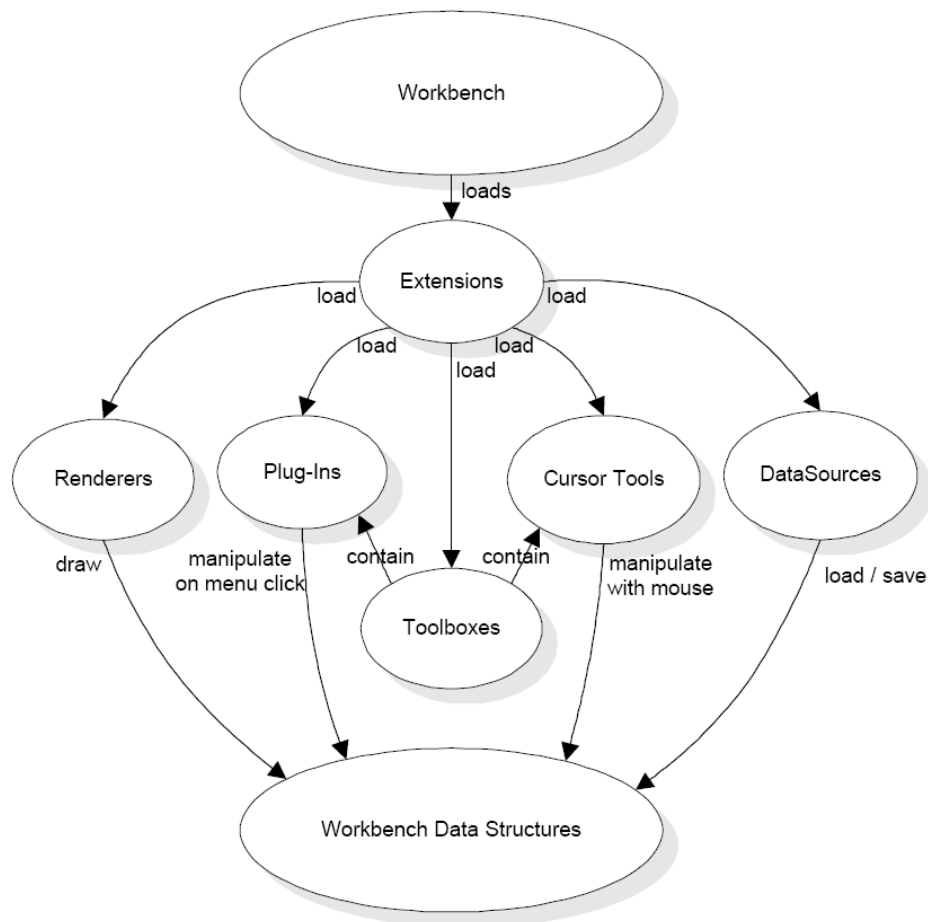 Workbench
loads
Extensions
load
load
load
load
load
Renderers
Plug-Ins
Cursor Tools
DataSources
draw
manipulate
on menu click
contain
contain
manipulate
with mouse
load / save
Toolboxes
Workbench Data Structures